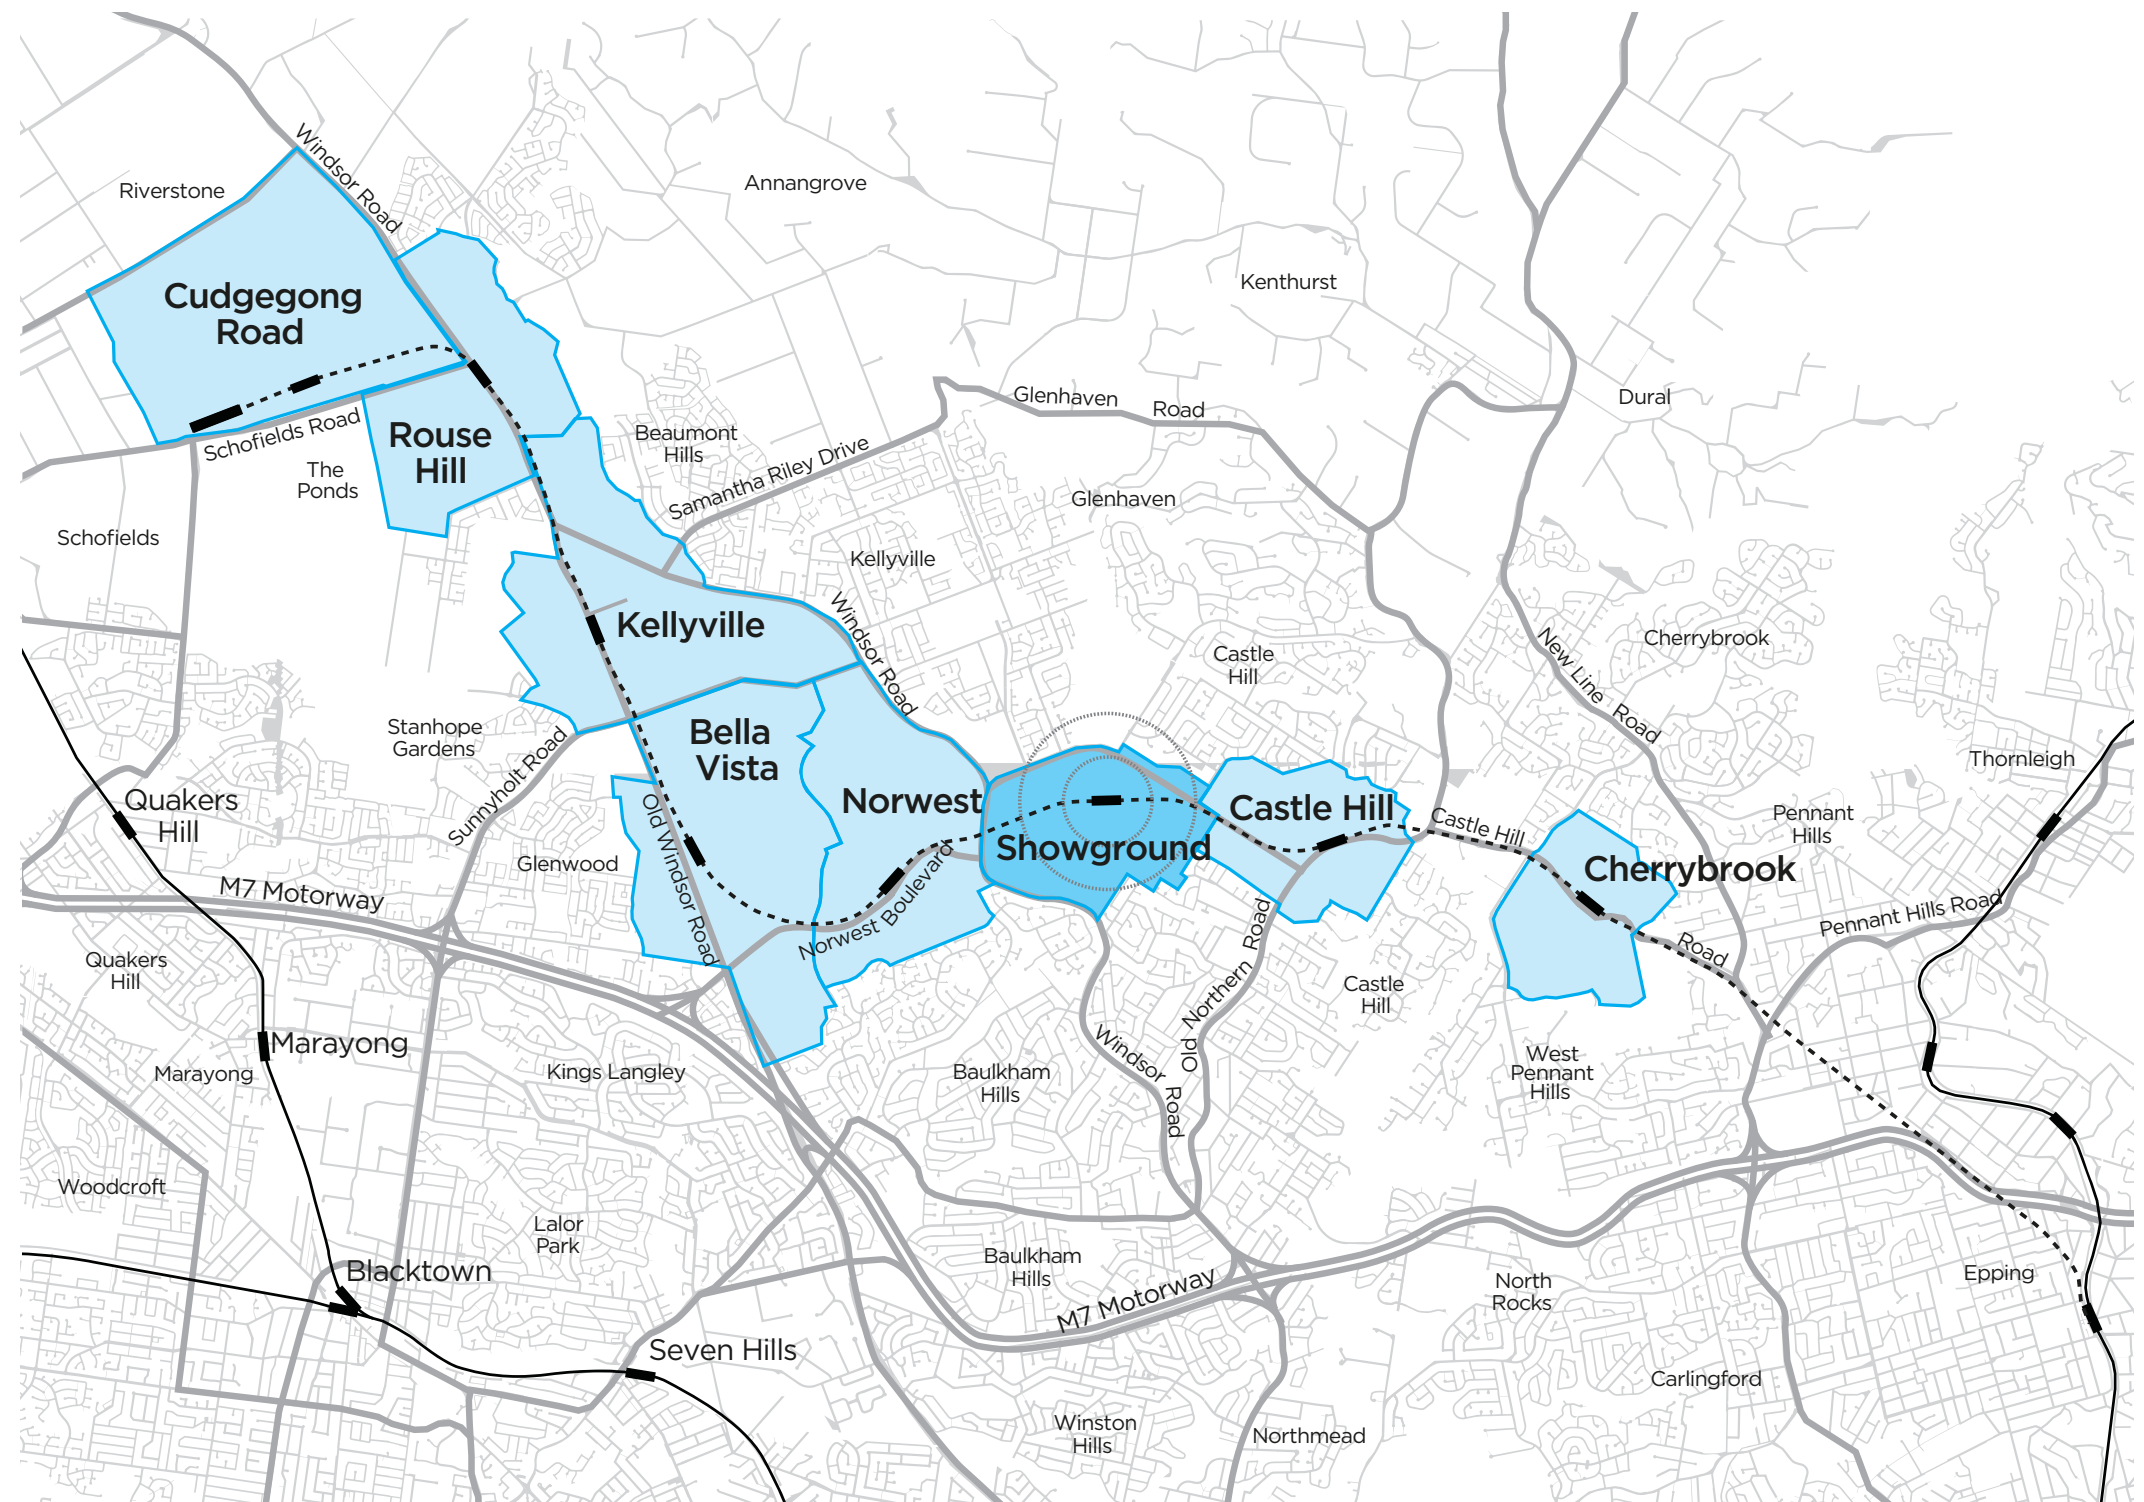 Windsor Road
Riverstone
Annangrove
Kenthurst
Cudgegong
Road
Dural
Glenhaven
Road
Schofields Road
Rouse
Hill
Beaumont
Hills
Samantha Riley Drive
The
Ponds
Glenhaven
Schofields
Kellyville
Kellyville
Windsor Road
Castle
Hill
New Line
Road
Cherrybrook
Stanhope
Gardens
Sunnyholt Road
Bella
Vista
Thornleigh
Quakers
Hill
Old Windsor Road
Norwest
Castle Hill
Castle Hill
Pennant
Hills
Showground
Glenwood
Cherrybrook
M7 Motorway
Norwest Boulevard
Pennant Hills Road
Road
Quakers
Hill
Old
Northern
Road
Castle
Hill
Marayong
Marayong
Kings Langley
Baulkham
Hills
Windsor
Road
West
Pennant
Hills
Woodcroft
Lalor
Park
Baulkham
Hills
M7 Motorway
North
Rocks
Epping
Blacktown
Seven Hills
Carlingford
Winston
Hills
Northmead